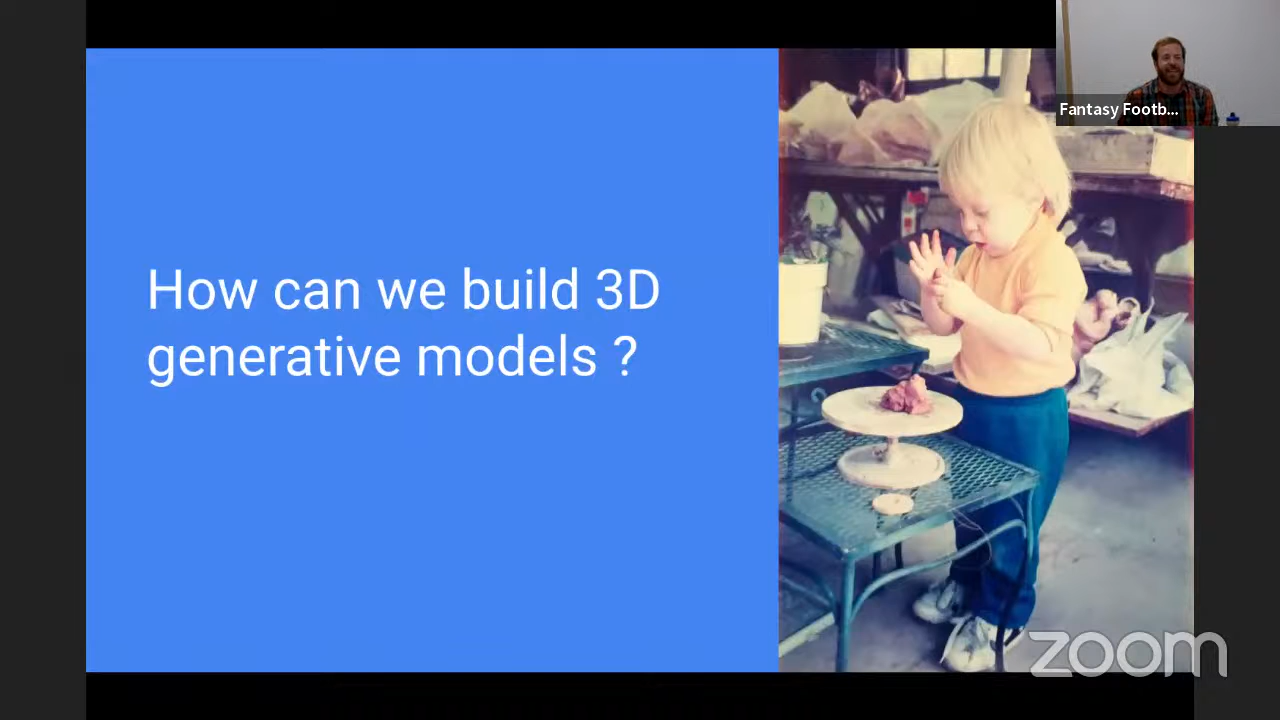 How can we build 3D
generative models ?
Fantasy Footb...
zoom